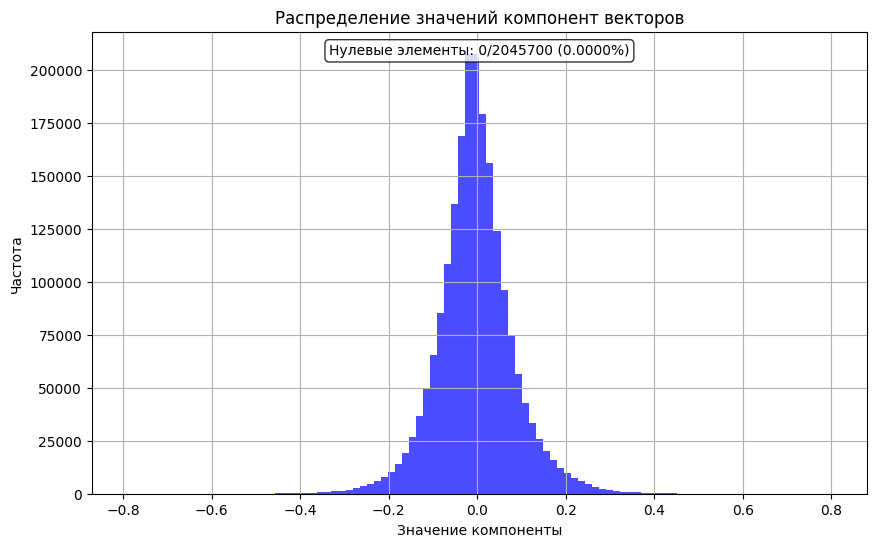 Распределение значений компонент векторов
Нулевые элементы: 0/2045700 (0.0000%)
200000
175000
150000
125000
100000
75000
50000
25000
0
Частота
−0.8 −0.6 −0.4 −0.2 0.0 0.2 0.4 0.6 0.8
Значение компоненты